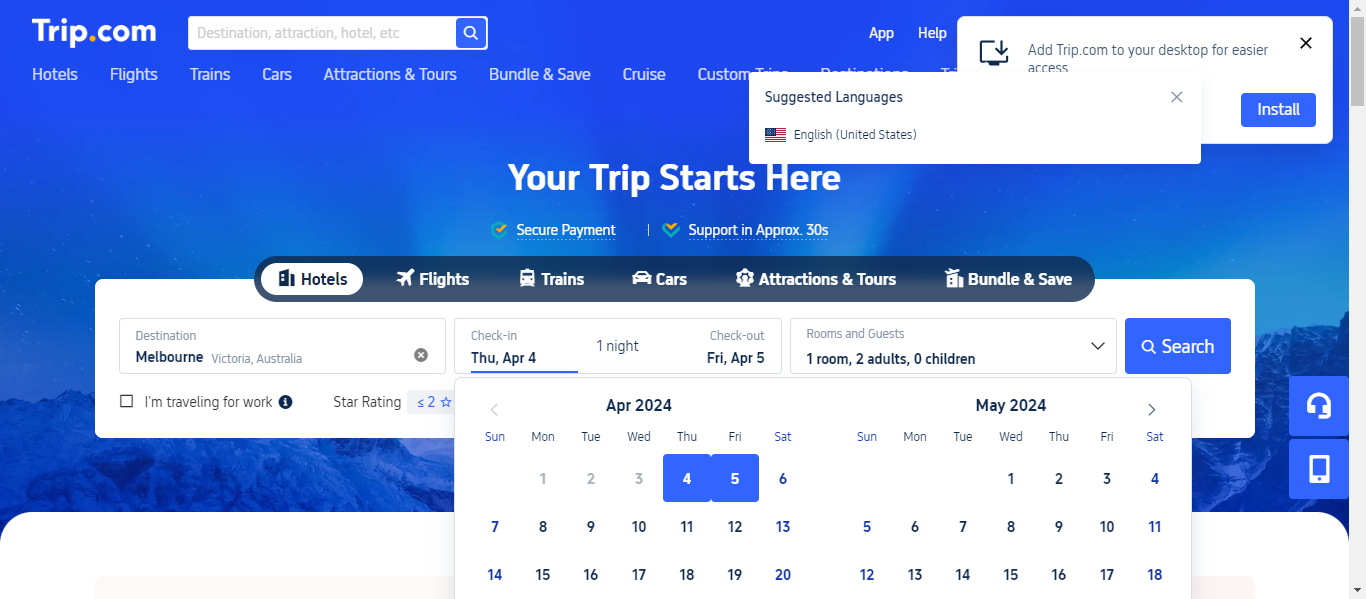 Trip.com
Destination, attraction, hotel, etc
App
Help
Add Trip.com to your desktop for easier
access
Install
Hotels
Flights
Trains
Cars
Attractions & Tours
Bundle & Save
Cruise
Custom Trips
Destinations
Suggested Languages
English (United States)
Your Trip Starts Here
Secure Payment
Support in Approx. 30s
Hotels
Flights
Trains
Cars
Attractions & Tours
Bundle & Save
Destination
Melbourne Victoria, Australia
Check-in
Thu, Apr 4
1 night
Check-out
Fri, Apr 5
Rooms and Guests
1 room, 2 adults, 0 children
Search
I'm traveling for work
Star Rating
≤ 2
Apr 2024
Sun Mon Tue Wed Thu Fri Sat
1 2 3 4 5 6
7 8 9 10 11 12 13
14 15 16 17 18 19 20
May 2024
Sun Mon Tue Wed Thu Fri Sat
1 2 3 4
5 6 7 8 9 10 11
12 13 14 15 16 17 18